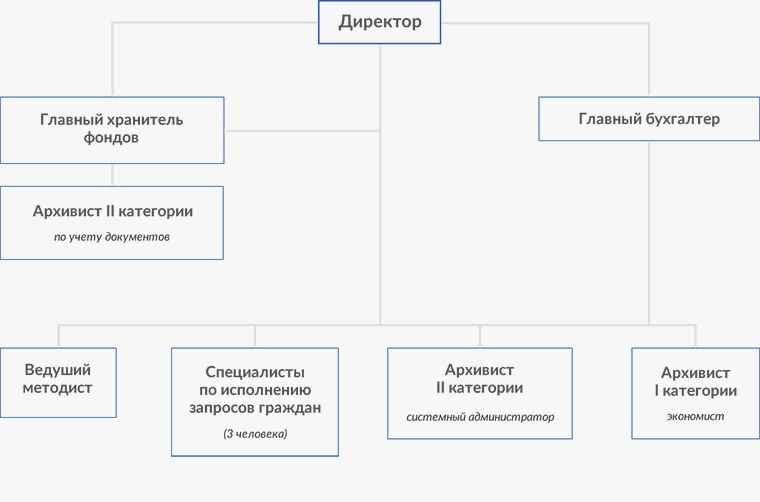 Директор
Главный хранитель
фондов
Главный бухгалтер
Архивист II категории
по учету документов
Ведуший
методист
Специалисты
по исполнению
запросов граждан
(3 человека)
Архивист
II категории
системный администратор
Архивист
I категории
экономист